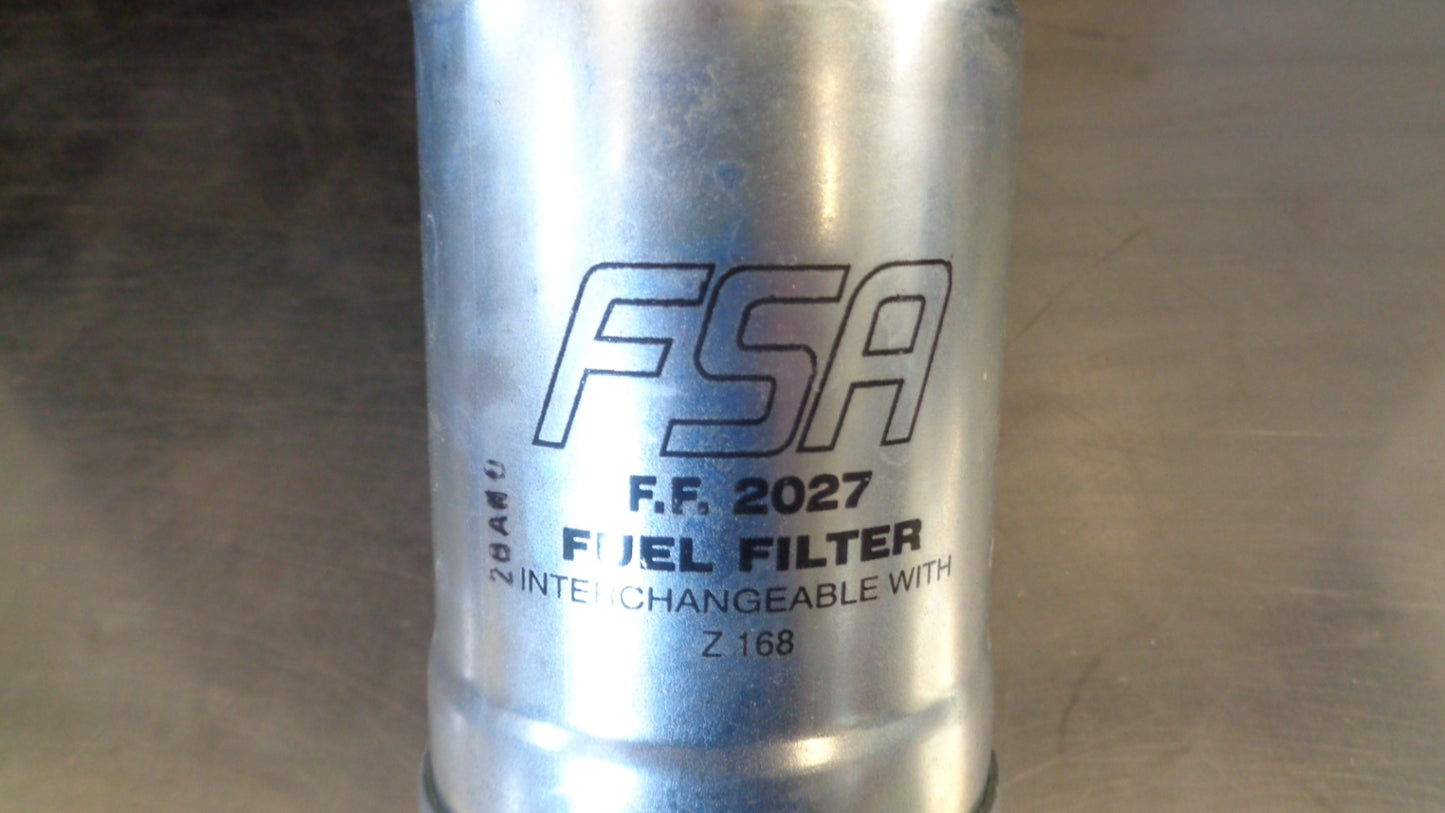 FSA
F.F. 2027
FUEL FILTER
INTERCHANGEABLE WITH
Z 168